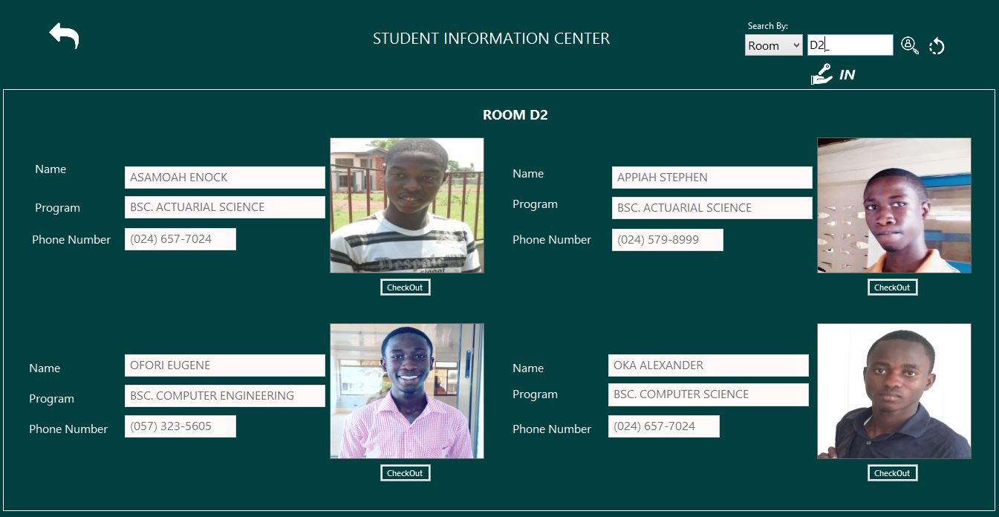 STUDENT INFORMATION CENTER
Search By:
Room D2_
IN
ROOM D2
Name ASAMOAH ENOCK
Program BSC. ACTUARIAL SCIENCE
Phone Number (024) 657-7024
CheckOut
Name APPIAH STEPHEN
Program BSC. ACTUARIAL SCIENCE
Phone Number (024) 579-8999
CheckOut
Name OFORI EUGENE
Program BSC. COMPUTER ENGINEERING
Phone Number (057) 323-5605
CheckOut
Name OKA ALEXANDER
Program BSC. COMPUTER SCIENCE
Phone Number (024) 657-7024
CheckOut